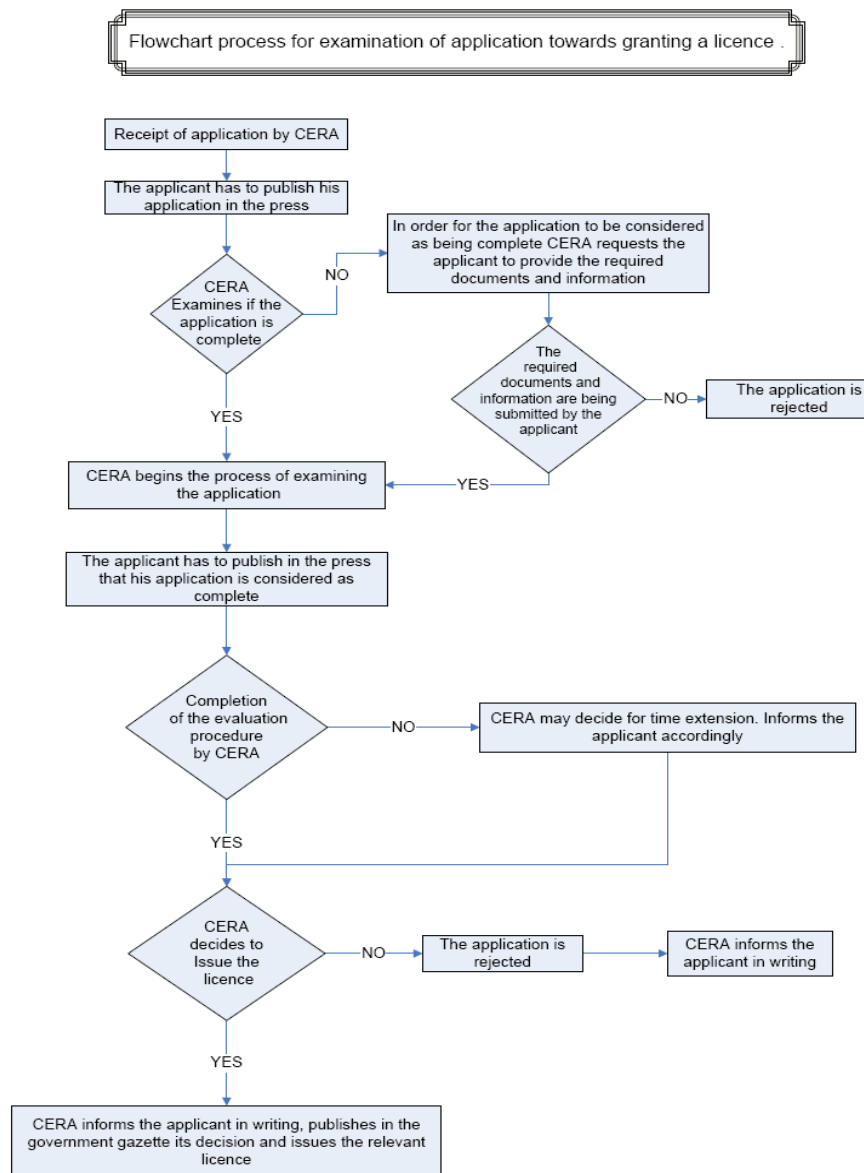 Flowchart process for examination of application towards granting a licence .
Receipt of application by CERA
The applicant has to publish his
application in the press
In order for the application to be considered
as being complete CERA requests the
applicant to provide the required
documents and information
NO
CERA
Examines if the
application is
complete
The
required
documents and
information are being
submitted by the
applicant
NO
The application is
rejected
YES
CERA begins the process of examining
the application
YES
The applicant has to publish in the press
that his application is considered as
complete
Completion
of the evaluation
procedure
by CERA
NO
CERA may decide for time extension. Informs the
applicant accordingly
YES
CERA
decides to
Issue the
licence
NO
The application is
rejected
CERA informs the
applicant in writing
YES
CERA informs the applicant in writing, publishes in the
government gazette its decision and issues the relevant
licence